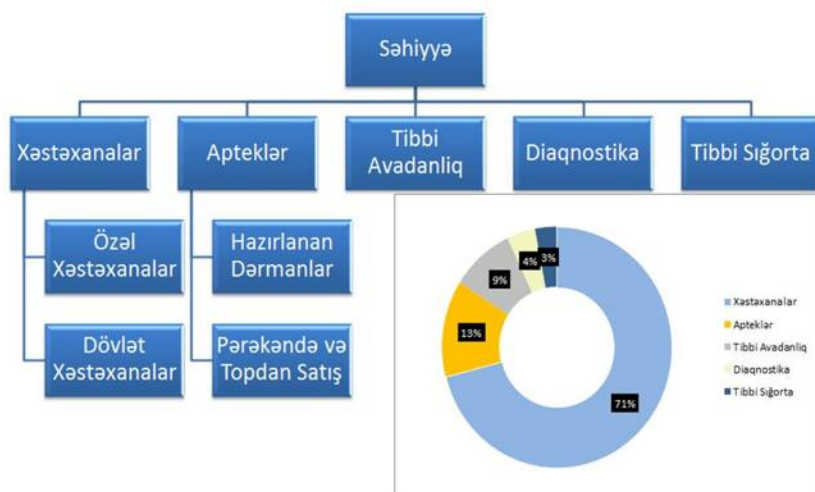 Səhiyyə
Xəstəxanalar
Apteklər
Tibbi
Avadanlıq
Diaqnostika
Tibbi Sığorta
Özəl
Xəstəxanalar
Hazırlanan
Dərmanlar
Dövlət
Xəstəxanalar
Pərəkəndə və
Topdan Satış
3%
4%
9%
13%
71%
Xəstəxanalar
Apteklər
Tibbi Avadanlıq
Diaqnostika
Tibbi Sığorta